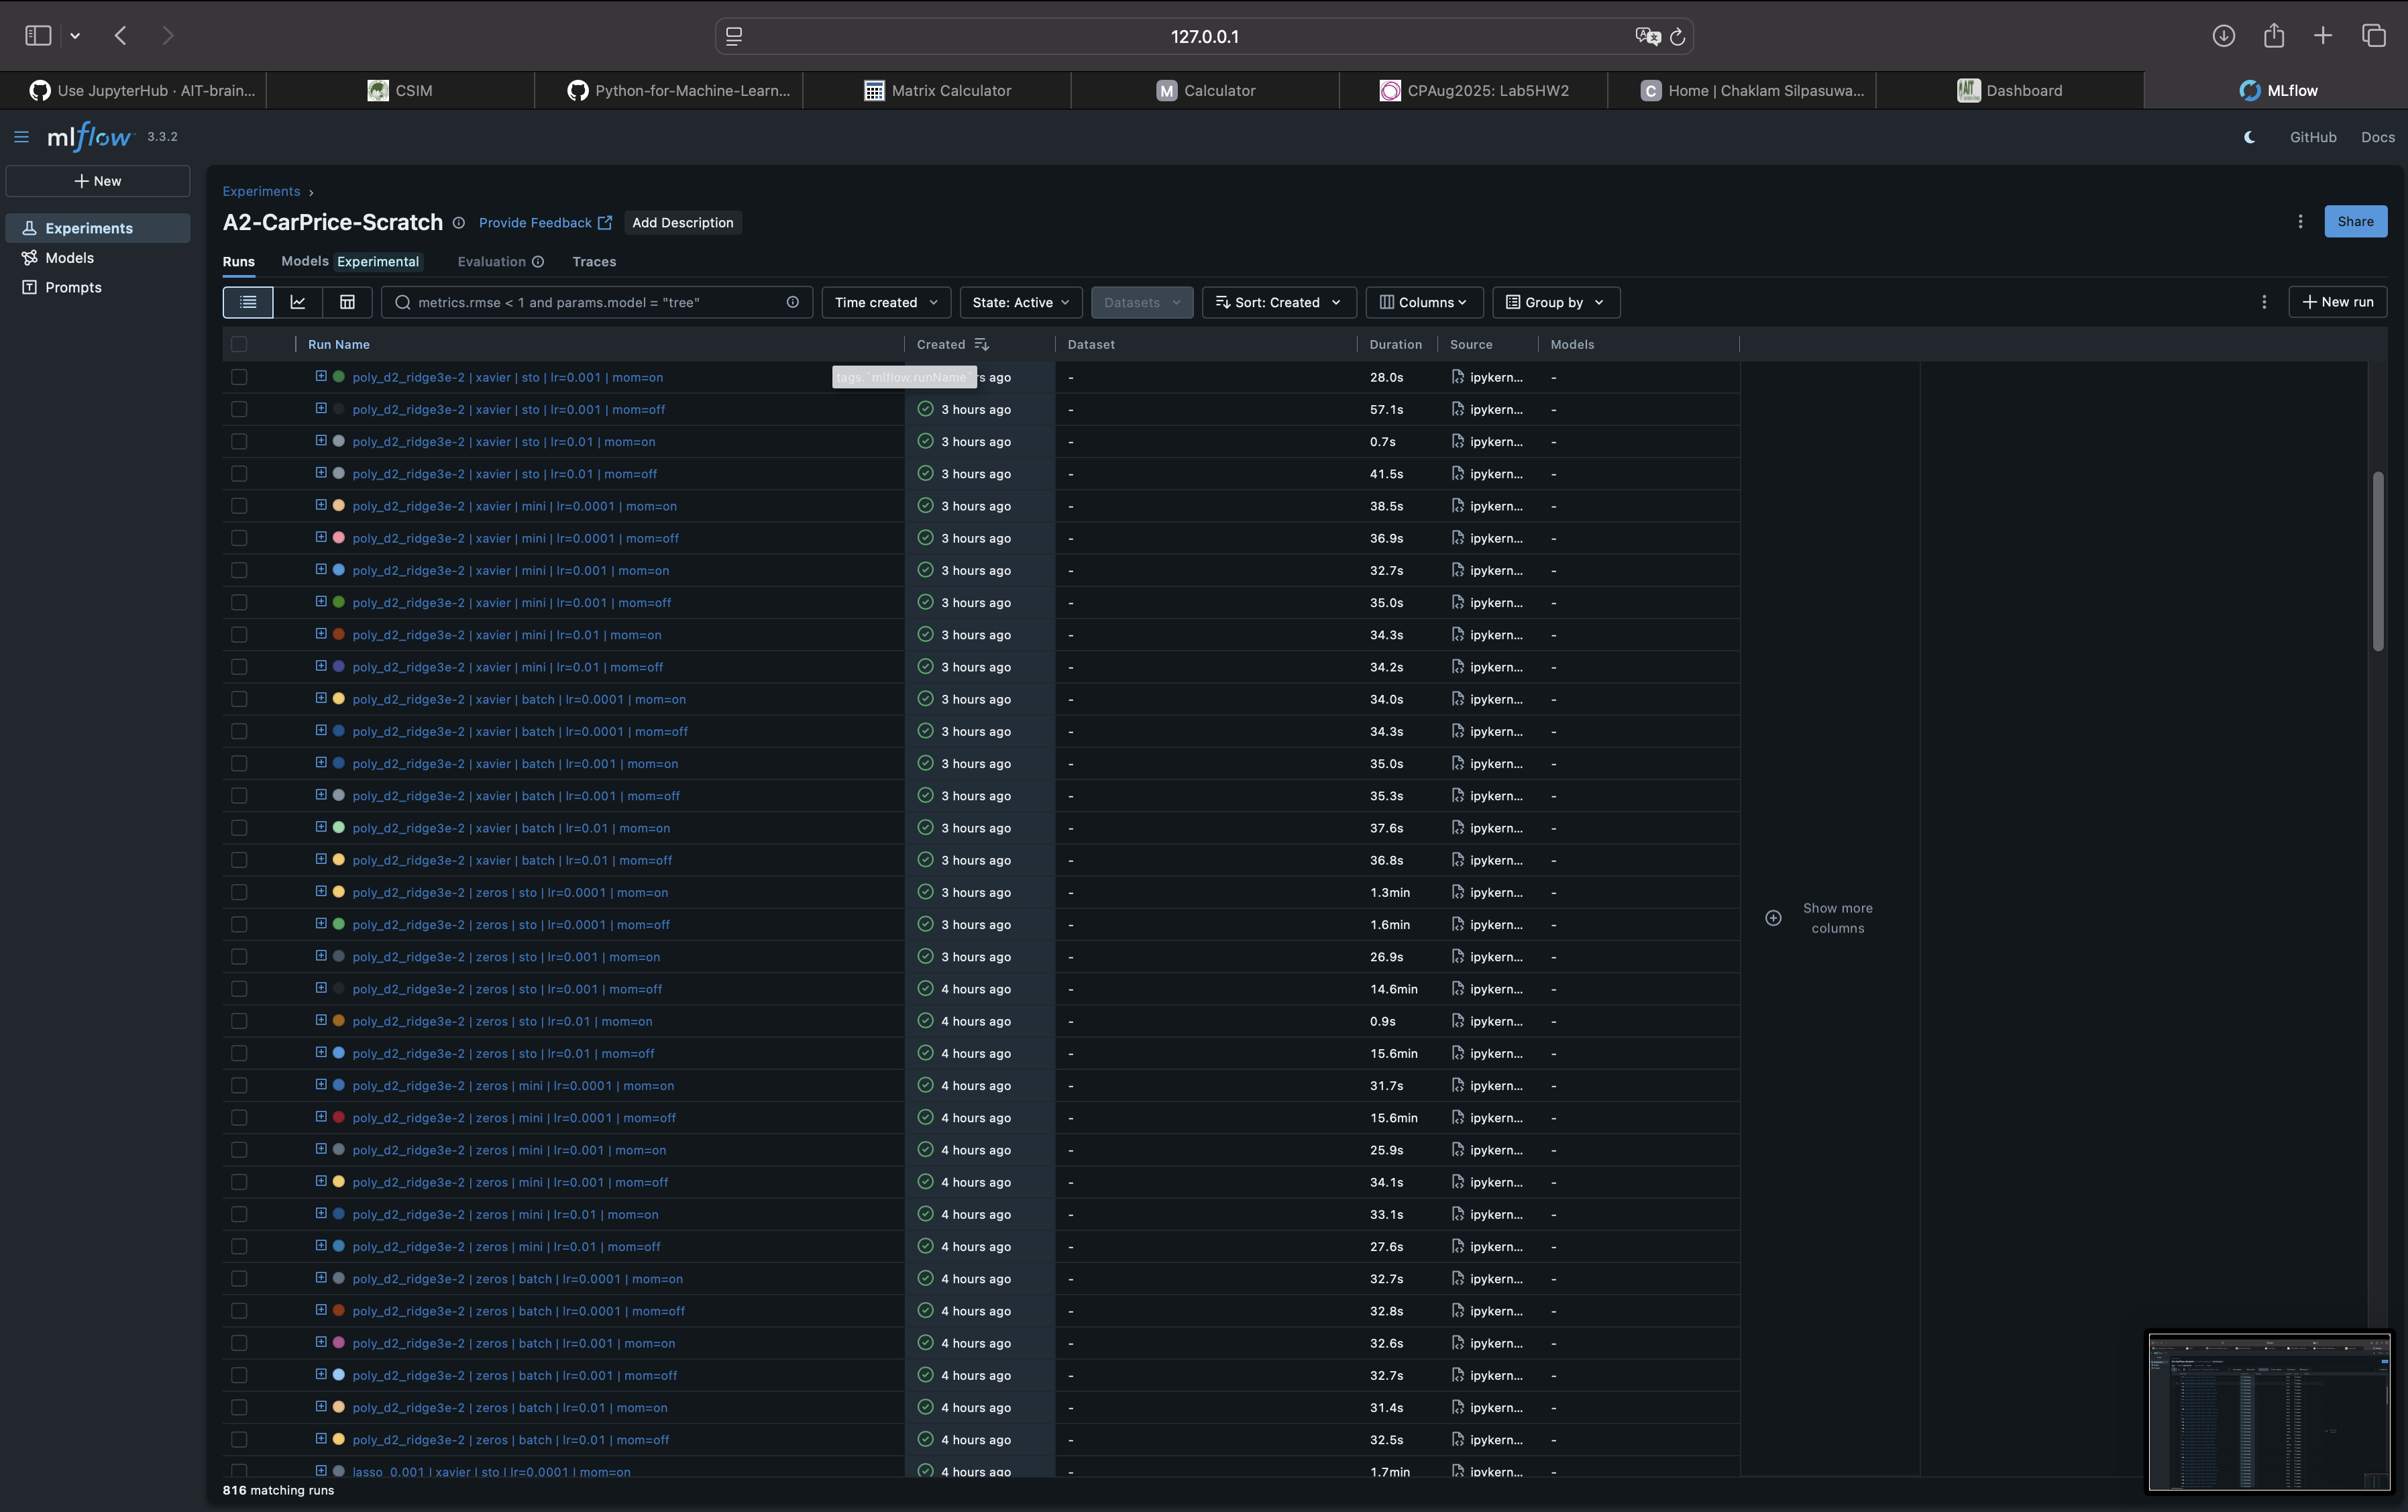 127.0.0.1
Use JupyterHub · AIT-brain... CSIM Python-for-Machine-Learn... Matrix Calculator M Calculator CPAug2025: Lab5HW2 C Home | Chaklam Silpasuwa... AIT Dashboard MLflow
mlflow 3.3.2 GitHub Docs
+ New
Experiments
Models
Prompts
Experiments ›
A2-CarPrice-Scratch Provide Feedback Add Description Share
Runs Models Experimental Evaluation Traces
metrics.rmse < 1 and params.model = "tree" Time created State: Active Datasets Sort: Created Columns Group by + New run
Run Name Created Dataset Duration Source Models
poly_d2_ridge3e-2 | xavier | sto | lr=0.001 | mom=on tags.`mlflow.runName` rs ago - 28.0s ipykern... -
poly_d2_ridge3e-2 | xavier | sto | lr=0.001 | mom=off 3 hours ago - 57.1s ipykern... -
poly_d2_ridge3e-2 | xavier | sto | lr=0.01 | mom=on 3 hours ago - 0.7s ipykern... -
poly_d2_ridge3e-2 | xavier | sto | lr=0.01 | mom=off 3 hours ago - 41.5s ipykern... -
poly_d2_ridge3e-2 | xavier | mini | lr=0.0001 | mom=on 3 hours ago - 38.5s ipykern... -
poly_d2_ridge3e-2 | xavier | mini | lr=0.0001 | mom=off 3 hours ago - 36.9s ipykern... -
poly_d2_ridge3e-2 | xavier | mini | lr=0.001 | mom=on 3 hours ago - 32.7s ipykern... -
poly_d2_ridge3e-2 | xavier | mini | lr=0.001 | mom=off 3 hours ago - 35.0s ipykern... -
poly_d2_ridge3e-2 | xavier | mini | lr=0.01 | mom=on 3 hours ago - 34.3s ipykern... -
poly_d2_ridge3e-2 | xavier | mini | lr=0.01 | mom=off 3 hours ago - 34.2s ipykern... -
poly_d2_ridge3e-2 | xavier | batch | lr=0.0001 | mom=on 3 hours ago - 34.0s ipykern... -
poly_d2_ridge3e-2 | xavier | batch | lr=0.0001 | mom=off 3 hours ago - 34.3s ipykern... -
poly_d2_ridge3e-2 | xavier | batch | lr=0.001 | mom=on 3 hours ago - 35.0s ipykern... -
poly_d2_ridge3e-2 | xavier | batch | lr=0.001 | mom=off 3 hours ago - 35.3s ipykern... -
poly_d2_ridge3e-2 | xavier | batch | lr=0.01 | mom=on 3 hours ago - 37.6s ipykern... -
poly_d2_ridge3e-2 | xavier | batch | lr=0.01 | mom=off 3 hours ago - 36.8s ipykern... -
poly_d2_ridge3e-2 | zeros | sto | lr=0.0001 | mom=on 3 hours ago - 1.3min ipykern... -
poly_d2_ridge3e-2 | zeros | sto | lr=0.0001 | mom=off 3 hours ago - 1.6min ipykern... -
poly_d2_ridge3e-2 | zeros | sto | lr=0.001 | mom=on 3 hours ago - 26.9s ipykern... -
poly_d2_ridge3e-2 | zeros | sto | lr=0.001 | mom=off 4 hours ago - 14.6min ipykern... -
poly_d2_ridge3e-2 | zeros | sto | lr=0.01 | mom=on 4 hours ago - 0.9s ipykern... -
poly_d2_ridge3e-2 | zeros | sto | lr=0.01 | mom=off 4 hours ago - 15.6min ipykern... -
poly_d2_ridge3e-2 | zeros | mini | lr=0.0001 | mom=on 4 hours ago - 31.7s ipykern... -
poly_d2_ridge3e-2 | zeros | mini | lr=0.0001 | mom=off 4 hours ago - 15.6min ipykern... -
poly_d2_ridge3e-2 | zeros | mini | lr=0.001 | mom=on 4 hours ago - 25.9s ipykern... -
poly_d2_ridge3e-2 | zeros | mini | lr=0.001 | mom=off 4 hours ago - 34.1s ipykern... -
poly_d2_ridge3e-2 | zeros | mini | lr=0.01 | mom=on 4 hours ago - 33.1s ipykern... -
poly_d2_ridge3e-2 | zeros | mini | lr=0.01 | mom=off 4 hours ago - 27.6s ipykern... -
poly_d2_ridge3e-2 | zeros | batch | lr=0.0001 | mom=on 4 hours ago - 32.7s ipykern... -
poly_d2_ridge3e-2 | zeros | batch | lr=0.0001 | mom=off 4 hours ago - 32.8s ipykern... -
poly_d2_ridge3e-2 | zeros | batch | lr=0.001 | mom=on 4 hours ago - 32.6s ipykern... -
poly_d2_ridge3e-2 | zeros | batch | lr=0.001 | mom=off 4 hours ago - 32.7s ipykern... -
poly_d2_ridge3e-2 | zeros | batch | lr=0.01 | mom=on 4 hours ago - 31.4s ipykern... -
poly_d2_ridge3e-2 | zeros | batch | lr=0.01 | mom=off 4 hours ago - 32.5s ipykern... -
lasso_0.001 | xavier | sto | lr=0.0001 | mom=on 4 hours ago - 1.7min ipykern... -
Show more
columns
816 matching runs